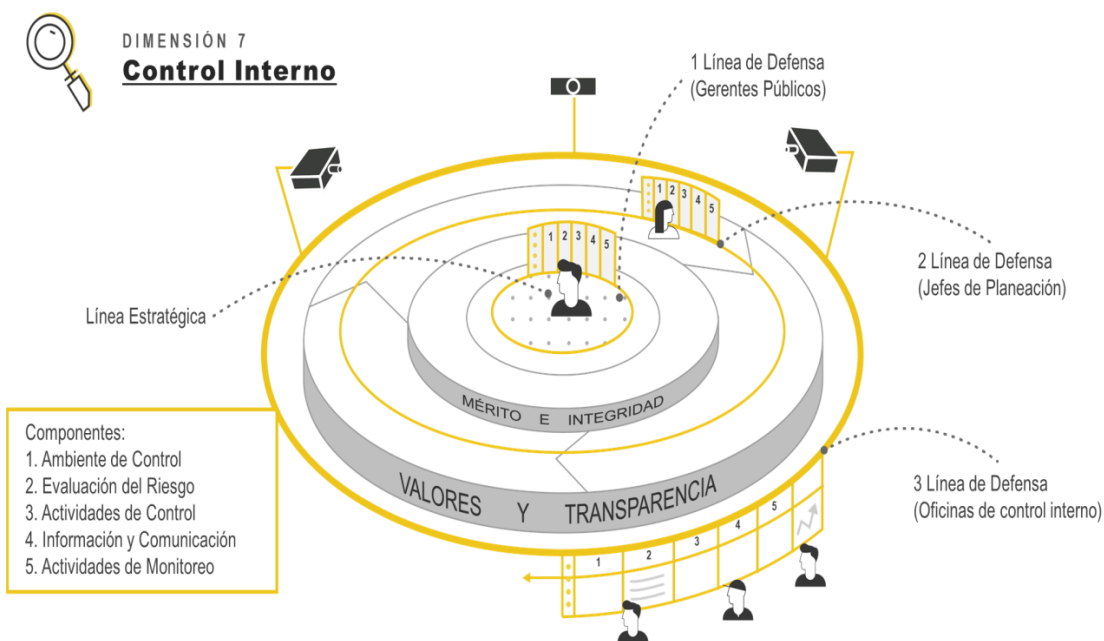 DIMENSIÓN 7
Control Interno
1 Línea de Defensa
(Gerentes Públicos)
1 2 3 4 5
1 2 3 4 5
2 Línea de Defensa
(Jefes de Planeación)
Línea Estratégica
MÉRITO E INTEGRIDAD
VALORES Y TRANSPARENCIA
3 Línea de Defensa
(Oficinas de control interno)
1 2 3 4 5
Componentes:
1. Ambiente de Control
2. Evaluación del Riesgo
3. Actividades de Control
4. Información y Comunicación
5. Actividades de Monitoreo